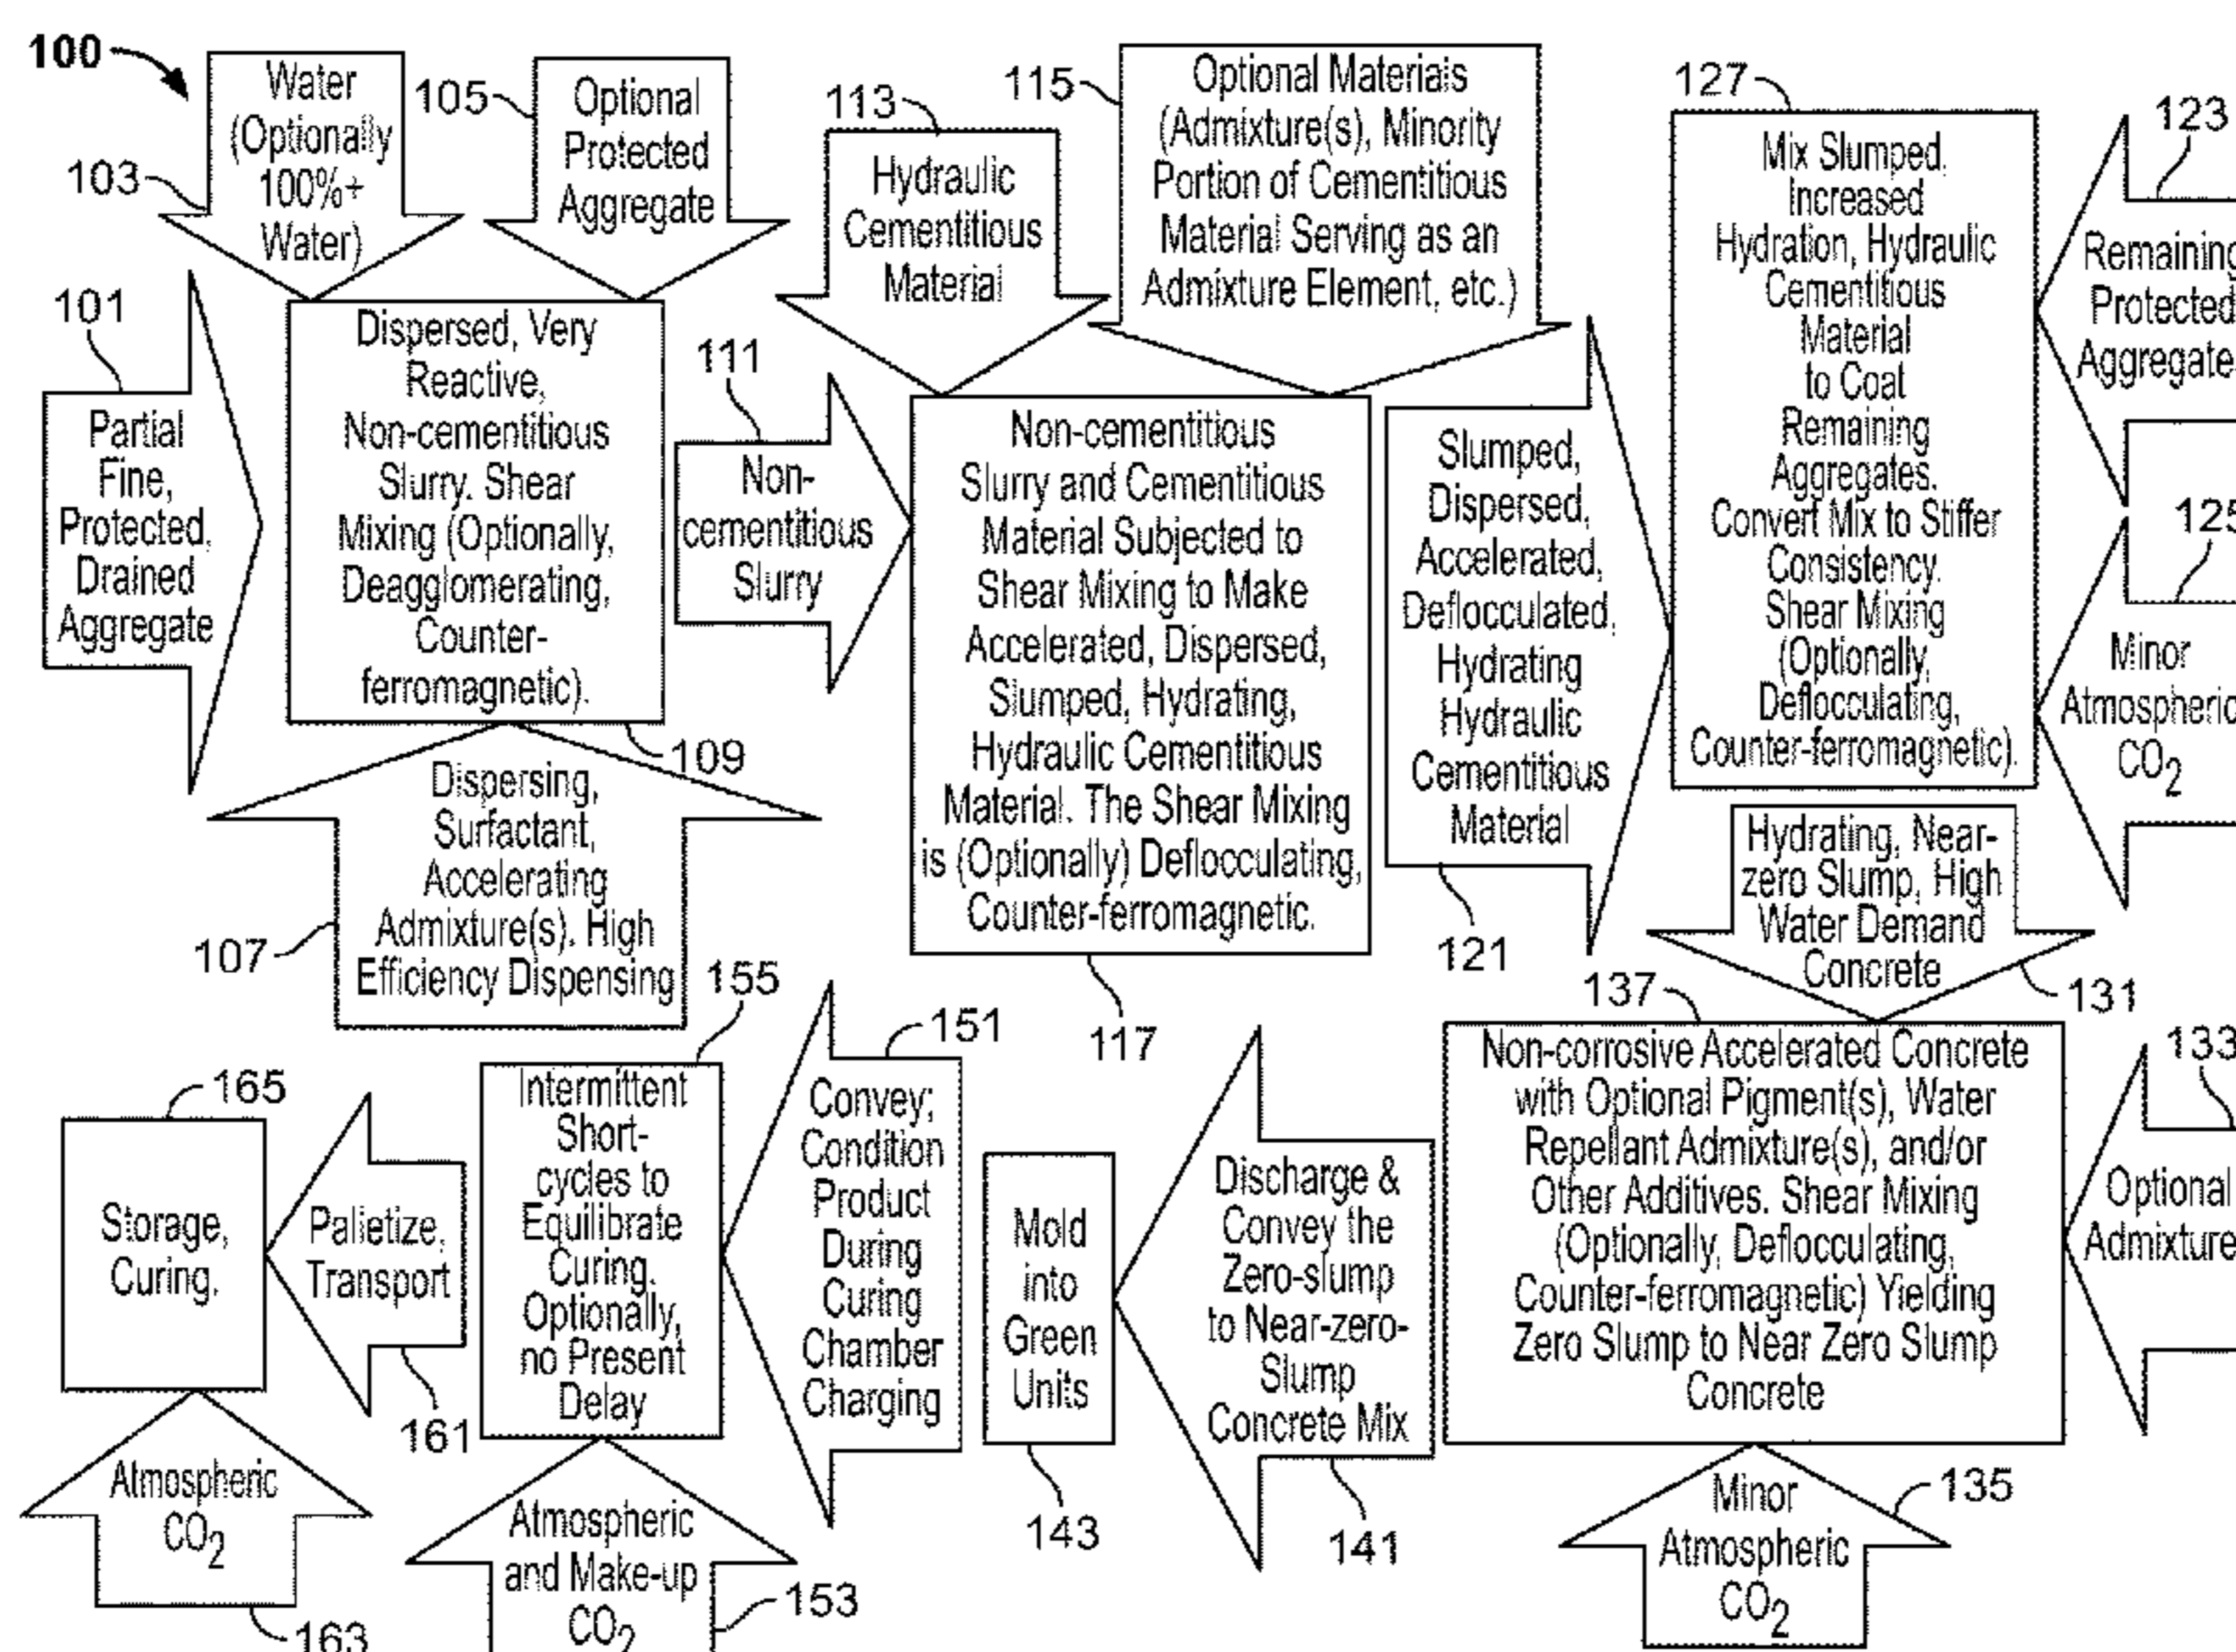 100
Water
(Optionally
100%+
Water)
103
105
Optional
Protected
Aggregate
113
Hydraulic
Cementitious
Material
115
Optional Materials
(Admixture(s), Minority
Portion of Cementitious
Material Serving as an
Admixture Element, etc.)
127
Mix Slumped,
Increased
Hydration, Hydraulic
Cementitious
Material
to Coat
Remaining
Aggregates.
Convert Mix to Stiffer
Consistency.
Shear Mixing
(Optionally,
Deflocculating,
Counter-ferromagnetic).
123
Remaining
Protected
Aggregate
125
Minor
Atmospheric
CO2
101
Partial
Fine,
Protected,
Drained
Aggregate
Dispersed, Very
Reactive,
Non-cementitious
Slurry. Shear
Mixing (Optionally,
Deagglomerating,
Counter-
ferromagnetic).
109
111
Non-
cementitious
Slurry
Non-cementitious
Slurry and Cementitious
Material Subjected to
Shear Mixing to Make
Accelerated, Dispersed,
Slumped, Hydrating,
Hydraulic Cementitious
Material. The Shear Mixing
is (Optionally) Deflocculating,
Counter-ferromagnetic.
117
Slumped,
Dispersed,
Accelerated,
Deflocculated,
Hydrating
Hydraulic
Cementitious
Material
121
Dispersing,
Surfactant,
Accelerating
Admixture(s). High
Efficiency Dispensing
107
Hydrating, Near-
zero Slump, High
Water Demand
Concrete
131
137
Non-corrosive Accelerated Concrete
with Optional Pigment(s), Water
Repellant Admixture(s), and/or
Other Additives. Shear Mixing
(Optionally, Deflocculating,
Counter-ferromagnetic) Yielding
Zero Slump to Near Zero Slump
Concrete
133
Optional
Admixture
Minor
Atmospheric
CO2
135
Discharge &
Convey the
Zero-slump
to Near-zero-
Slump
Concrete Mix
141
Mold
into
Green
Units
143
151
Convey;
Condition
Product
During
Curing
Chamber
Charging
155
Intermittent
Short-
cycles to
Equilibrate
Curing.
Optionally,
no Present
Delay
Atmospheric
and Make-up
CO2
153
Palletize,
Transport
161
165
Storage,
Curing.
Atmospheric
CO2
163